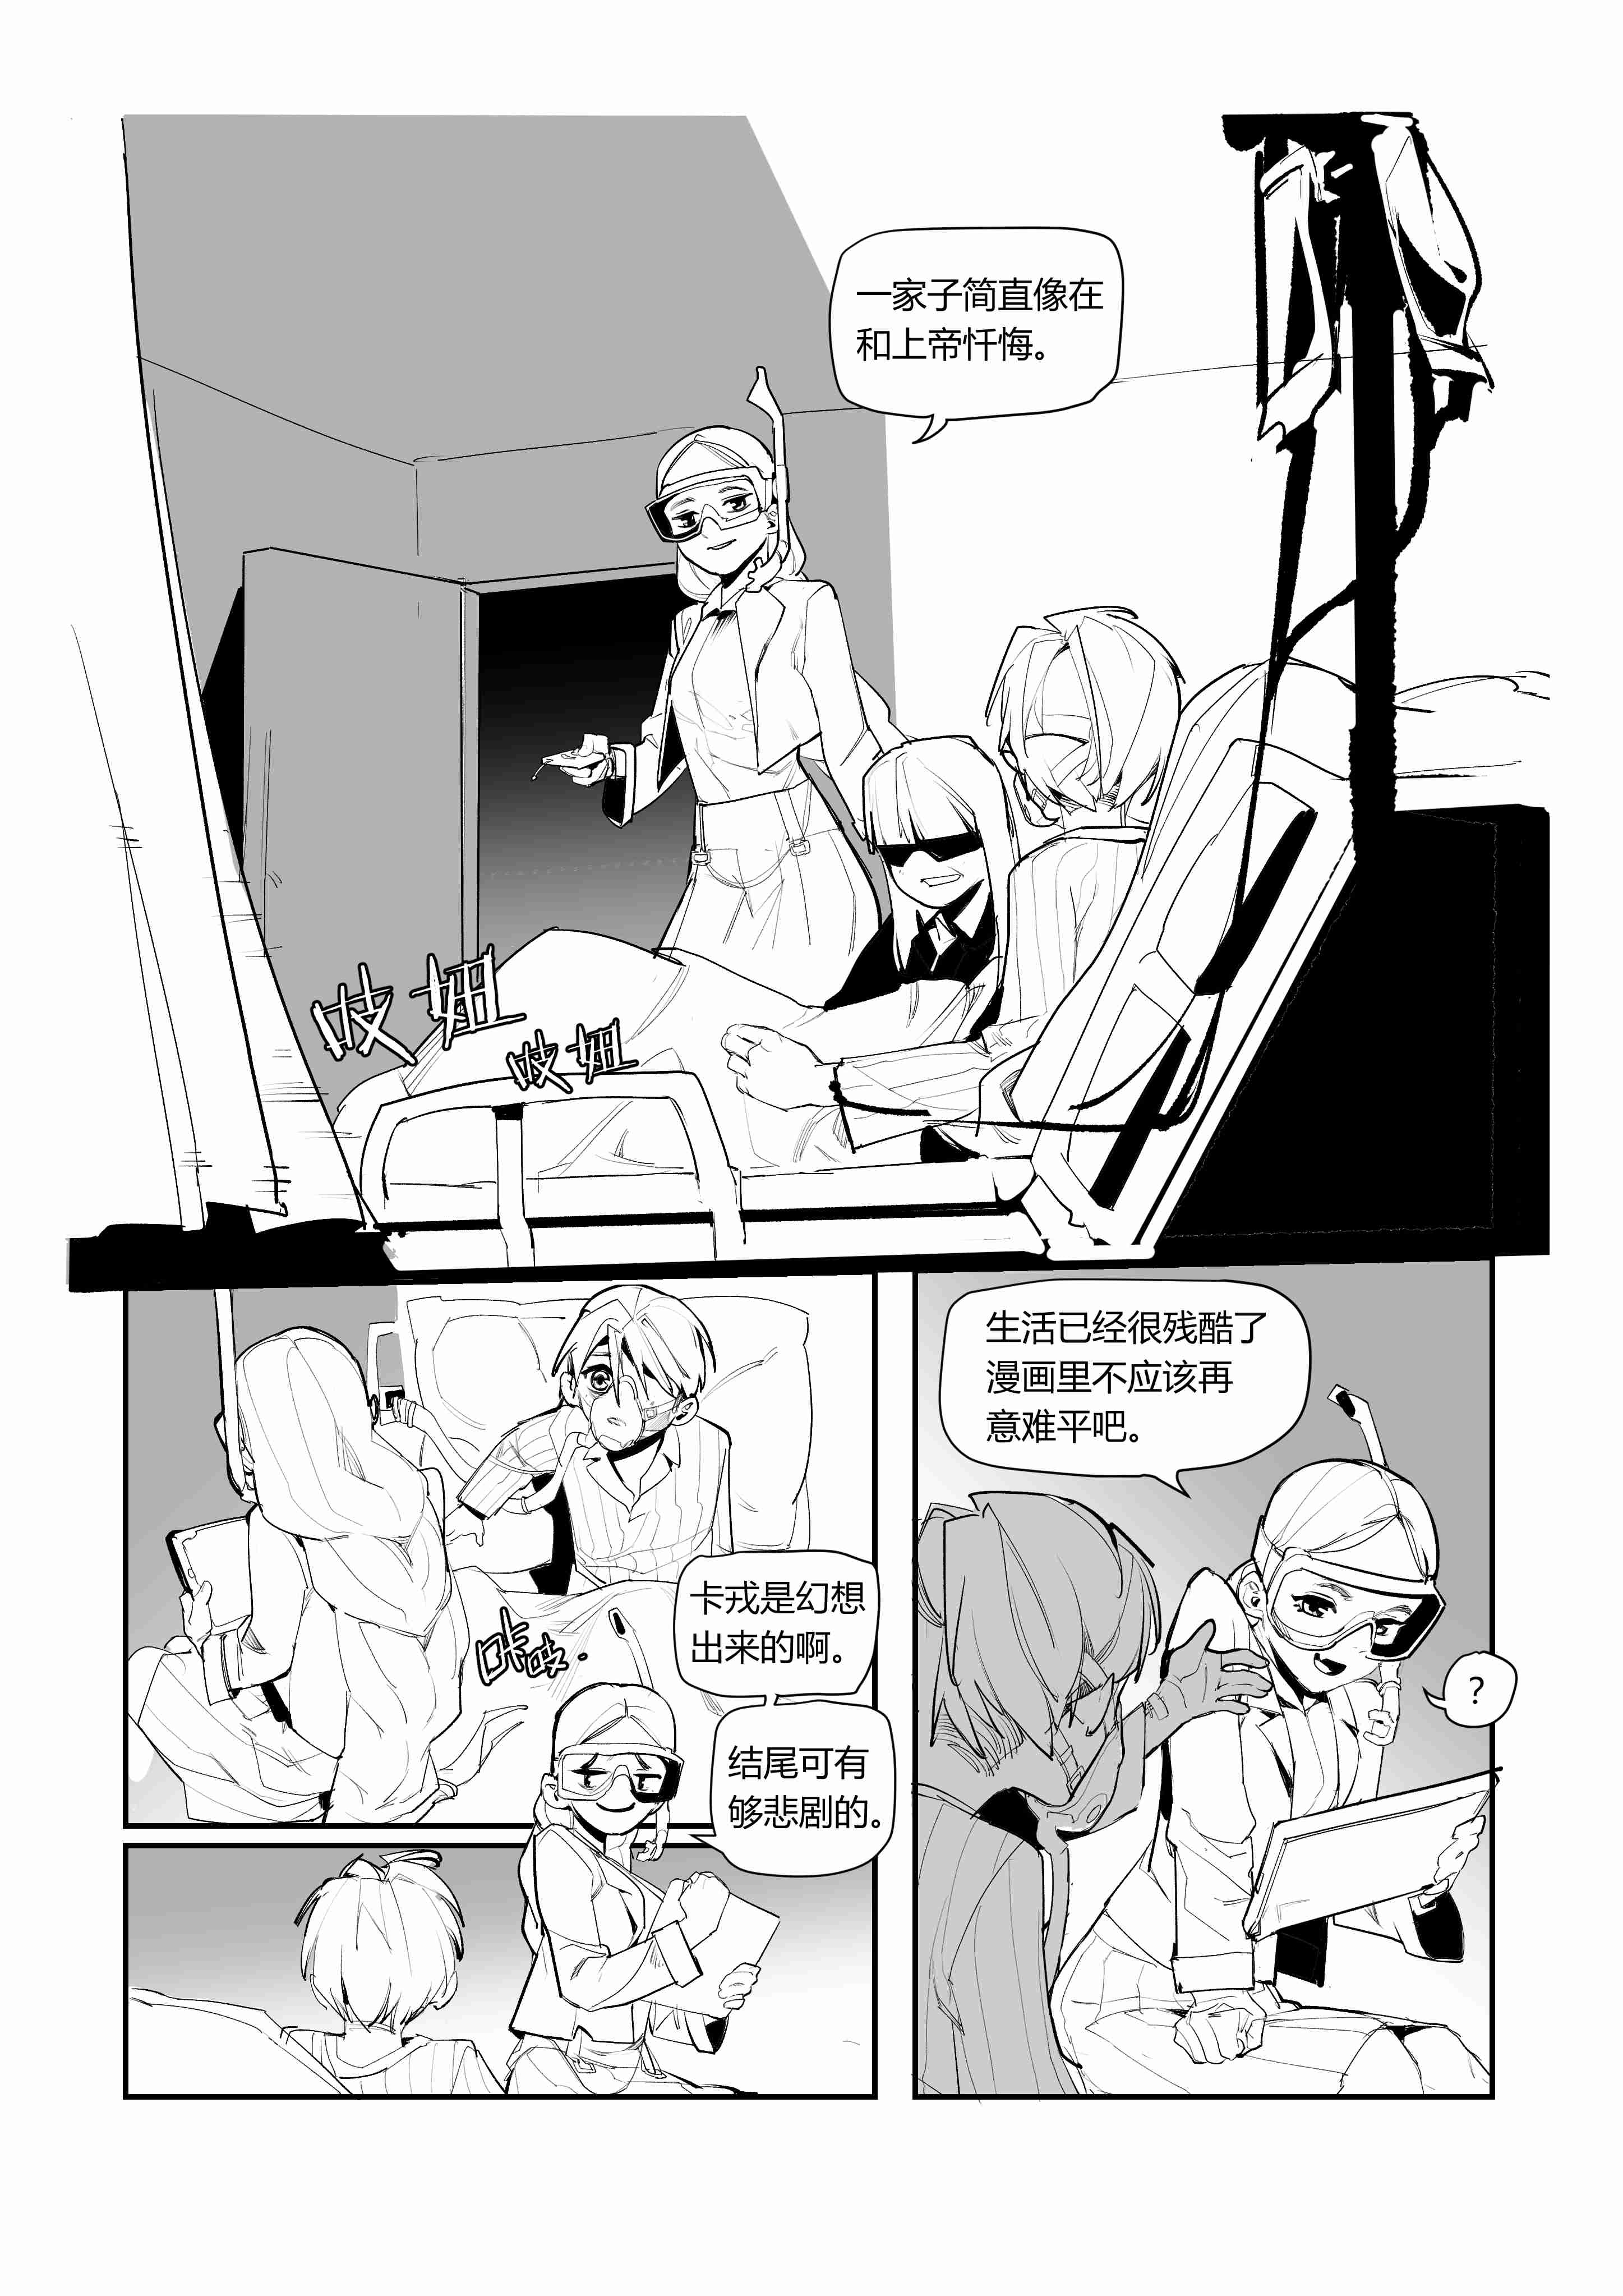 一家子简直像在
和上帝忏悔。
吱妞
吱妞
卡戎是幻想
出来的啊。
咔吱.
结尾可有
够悲剧的。
生活已经很残酷了
漫画里不应该再
意难平吧。
?